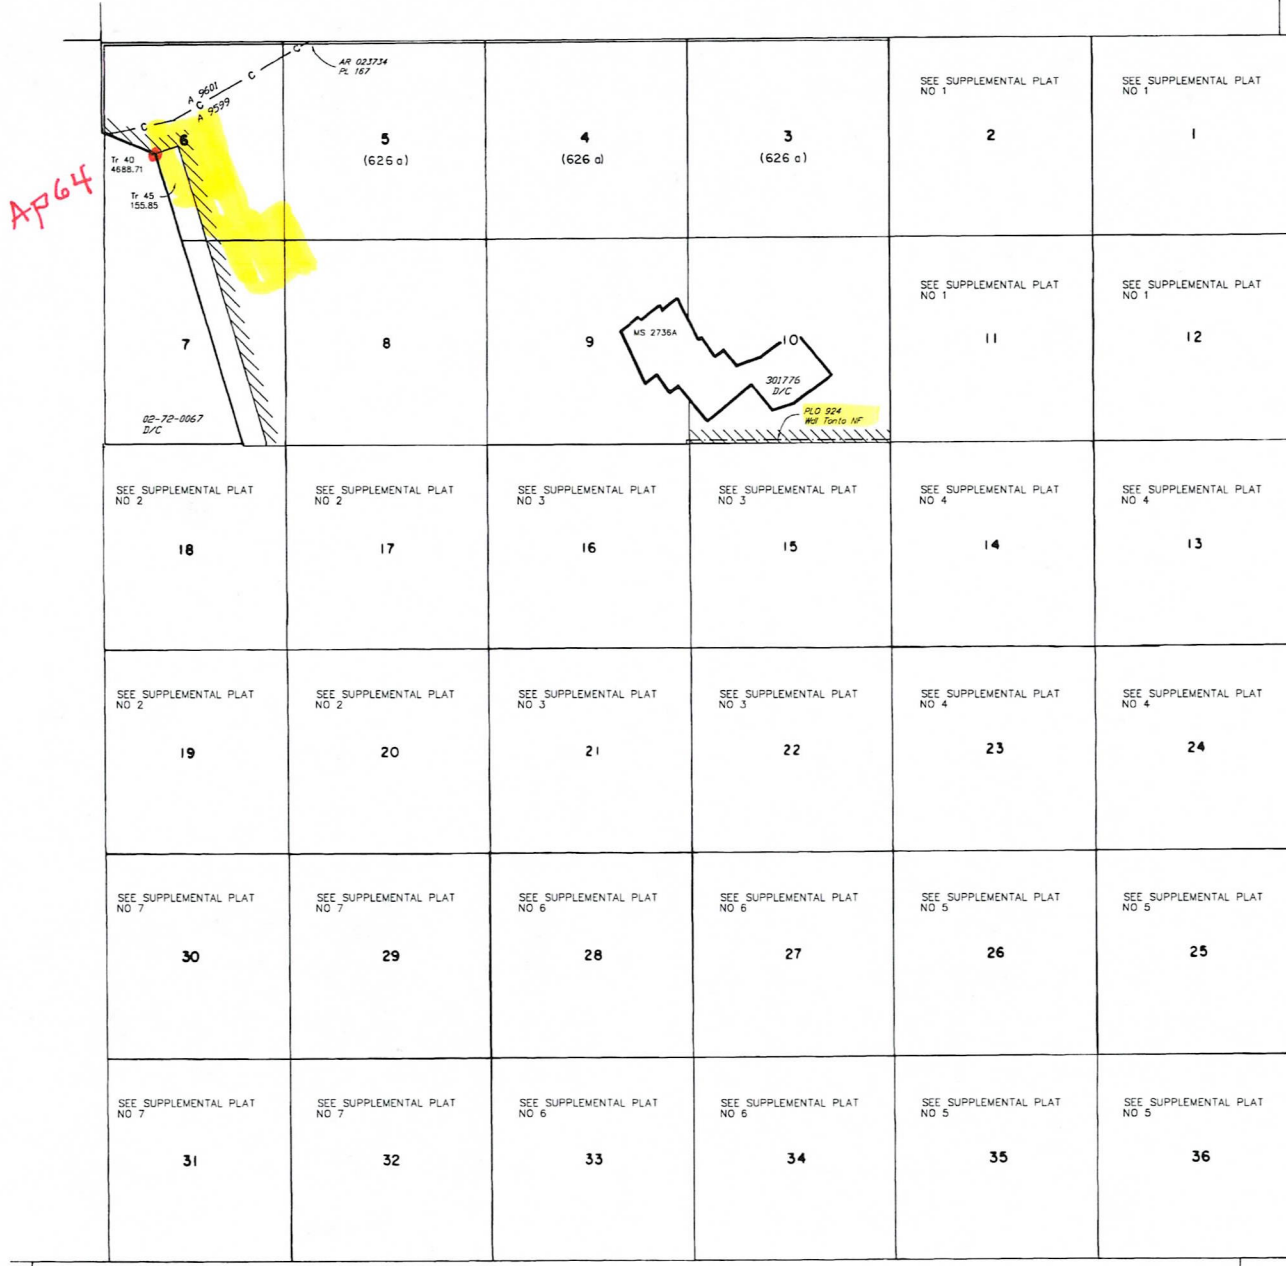 AR 023734
PL 167
A 9601
C
C
C
C
A 9599
6
Tr 40
4688.71
Tr 45
155.85
Ap64
5
(626 a)
4
(626 a)
3
(626 a)
SEE SUPPLEMENTAL PLAT
NO 1
2
SEE SUPPLEMENTAL PLAT
NO 1
1
7
02-72-0067
D/C
8
9
MS 2736A
10
301776
D/C
PLO 924
Wdl Tonto NF
SEE SUPPLEMENTAL PLAT
NO 1
11
SEE SUPPLEMENTAL PLAT
NO 1
12
SEE SUPPLEMENTAL PLAT
NO 2
18
SEE SUPPLEMENTAL PLAT
NO 2
17
SEE SUPPLEMENTAL PLAT
NO 3
16
SEE SUPPLEMENTAL PLAT
NO 3
15
SEE SUPPLEMENTAL PLAT
NO 4
14
SEE SUPPLEMENTAL PLAT
NO 4
13
SEE SUPPLEMENTAL PLAT
NO 2
19
SEE SUPPLEMENTAL PLAT
NO 2
20
SEE SUPPLEMENTAL PLAT
NO 3
21
SEE SUPPLEMENTAL PLAT
NO 3
22
SEE SUPPLEMENTAL PLAT
NO 4
23
SEE SUPPLEMENTAL PLAT
NO 4
24
SEE SUPPLEMENTAL PLAT
NO 7
30
SEE SUPPLEMENTAL PLAT
NO 7
29
SEE SUPPLEMENTAL PLAT
NO 6
28
SEE SUPPLEMENTAL PLAT
NO 6
27
SEE SUPPLEMENTAL PLAT
NO 5
26
SEE SUPPLEMENTAL PLAT
NO 5
25
SEE SUPPLEMENTAL PLAT
NO 7
31
SEE SUPPLEMENTAL PLAT
NO 7
32
SEE SUPPLEMENTAL PLAT
NO 6
33
SEE SUPPLEMENTAL PLAT
NO 6
34
SEE SUPPLEMENTAL PLAT
NO 5
35
SEE SUPPLEMENTAL PLAT
NO 5
36